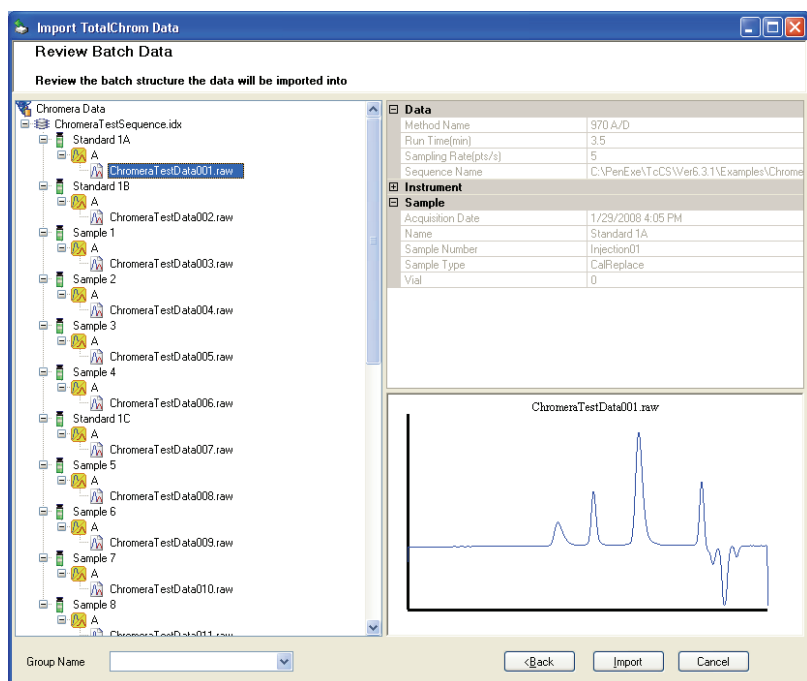 Import TotalChrom Data
Review Batch Data
Review the batch structure the data will be imported into
Chromera Data
ChromeraTestSequence.idx
Standard 1A
A
ChromeraTestData001.raw
Standard 1B
A
ChromeraTestData002.raw
Sample 1
A
ChromeraTestData003.raw
Sample 2
A
ChromeraTestData004.raw
Sample 3
A
ChromeraTestData005.raw
Sample 4
A
ChromeraTestData006.raw
Standard 1C
A
ChromeraTestData007.raw
Sample 5
A
ChromeraTestData008.raw
Sample 6
A
ChromeraTestData009.raw
Sample 7
A
ChromeraTestData010.raw
Sample 8
A
ChromeraTestData011.raw
Data
Method Name 970 A/D
Run Time(min) 3.5
Sampling Rate(pts/s) 5
Sequence Name C:\PenExe\TcCS\Ver6.3.1\Examples\Chrome
Instrument
Sample
Acquisition Date 1/29/2008 4:05 PM
Name Standard 1A
Sample Number Injection01
Sample Type CalReplace
Vial 0
ChromeraTestData001.raw
Group Name
<Back Import Cancel